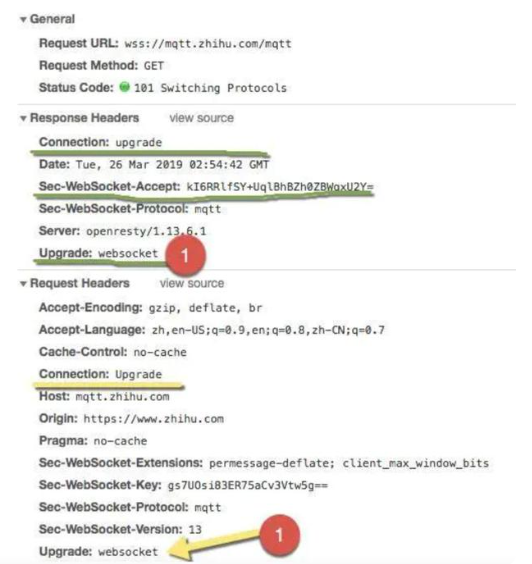 General
Request URL: wss://mqtt.zhihu.com/mqtt
Request Method: GET
Status Code: 101 Switching Protocols
Response Headers view source
Connection: upgrade
Date: Tue, 26 Mar 2019 02:54:42 GMT
Sec-WebSocket-Accept: kI6RRlfSY+UqlBhBZh0ZBWqxU2Y=
Sec-WebSocket-Protocol: mqtt
Server: openresty/1.13.6.1
Upgrade: websocket 1
Request Headers view source
Accept-Encoding: gzip, deflate, br
Accept-Language: zh,en-US;q=0.9,en;q=0.8,zh-CN;q=0.7
Cache-Control: no-cache
Connection: Upgrade
Host: mqtt.zhihu.com
Origin: https://www.zhihu.com
Pragma: no-cache
Sec-WebSocket-Extensions: permessage-deflate; client_max_window_bits
Sec-WebSocket-Key: gs7UOsi83ER75aCv3Vtw5g==
Sec-WebSocket-Protocol: mqtt
Sec-WebSocket-Version: 13
Upgrade: websocket 1